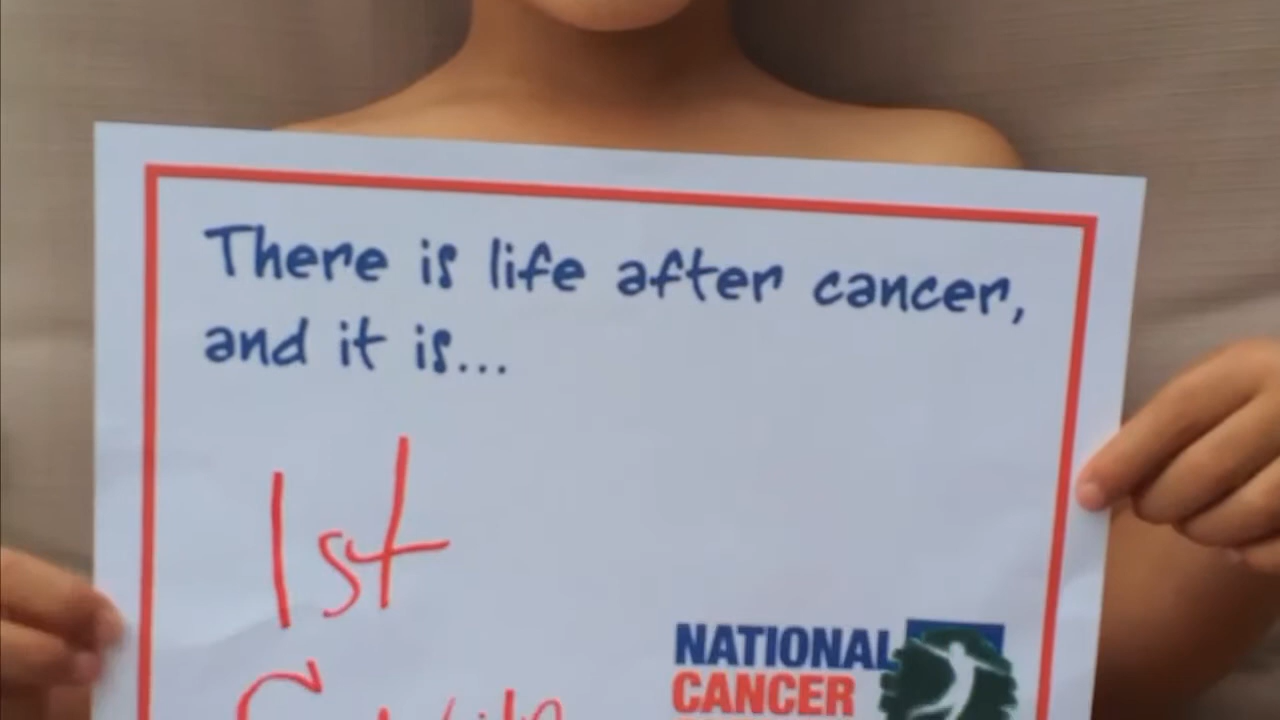 There is life after cancer,
and it is...
1st
NATIONAL
CANCER